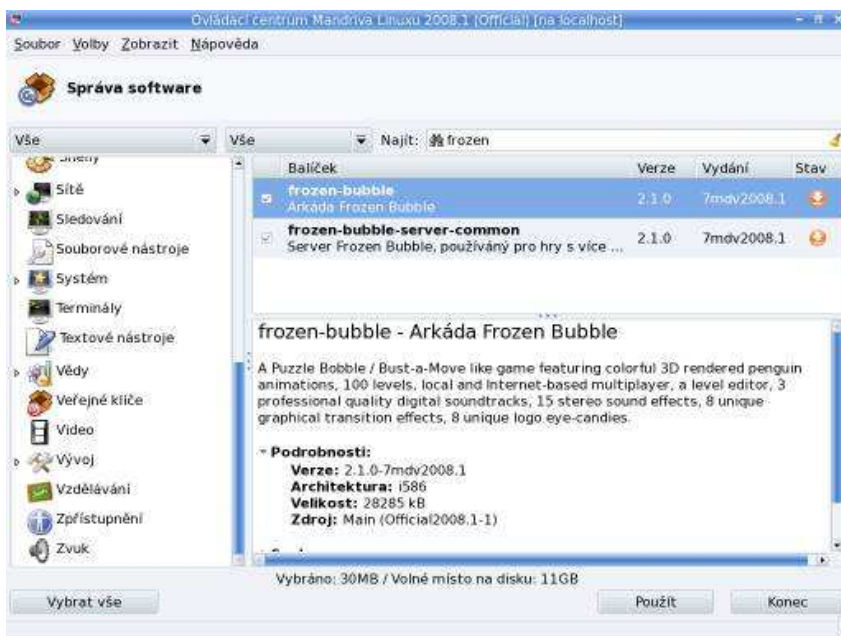 Ovládací centrum Mandriva Linuxu 2008.1 (Official) [na localhost]
Soubor Volby Zobrazit Nápověda
Správa software
Vše Vše Najít: frozen
Balíček Verze Vydání Stav
Shelly
Sítě
Sledování
Souborové nástroje
Systém
Terminály
Textové nástroje
Vědy
Veřejné klíče
Video
Vývoj
Vzdělávání
Zpřístupnění
Zvuk
frozen-bubble 2.1.0 7mdv2008.1
Arkáda Frozen Bubble
frozen-bubble-server-common 2.1.0 7mdv2008.1
Server Frozen Bubble, používáný pro hry s více ...
frozen-bubble - Arkáda Frozen Bubble
A Puzzle Bobble / Bust-a-Move like game featuring colorful 3D rendered penguin
animations, 100 levels, local and Internet-based multiplayer, a level editor, 3
professional quality digital soundtracks, 15 stereo sound effects, 8 unique
graphical transition effects, 8 unique logo eye-candies.
Podrobnosti:
Verze: 2.1.0-7mdv2008.1
Architektura: i586
Velikost: 28285 kB
Zdroj: Main (Official2008.1-1)
Vybráno: 30MB / Volné místo na disku: 11GB
Vybrat vše Použít Konec